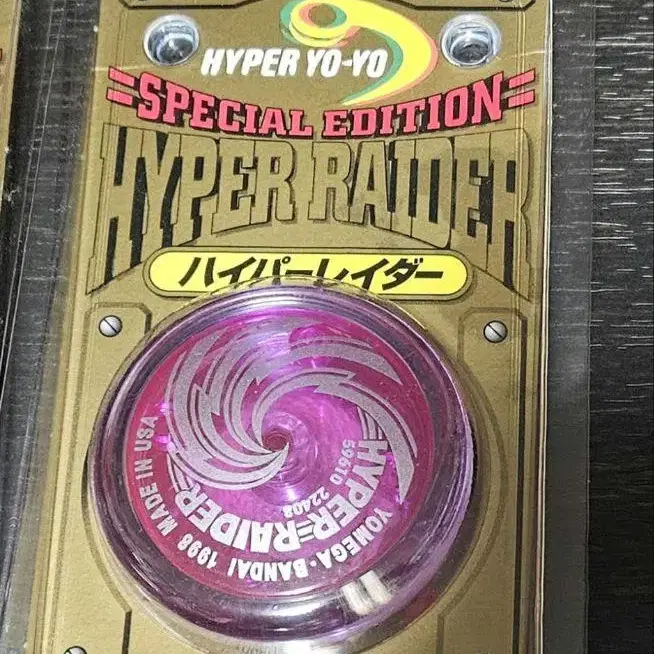 HYPER YO-YO
SPECIAL EDITION
HYPER RAIDER
ハイパーレイダー
HYPER RAIDER
59610 22408
YOMEGA・BANDAI 1998 MADE IN USA